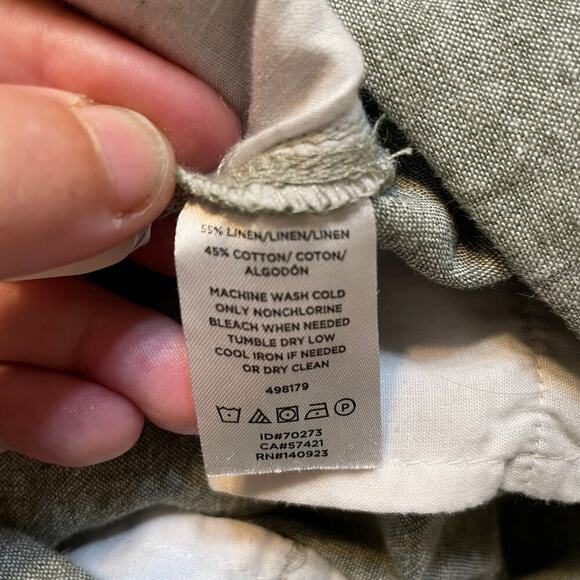 55% LINEN/LINEN/LINEN
45% COTTON/ COTON/
ALGODÓN
MACHINE WASH COLD
ONLY NONCHLORINE
BLEACH WHEN NEEDED
TUMBLE DRY LOW
COOL IRON IF NEEDED
OR DRY CLEAN
498179
P
ID#70273
CA#57421
RN#140923